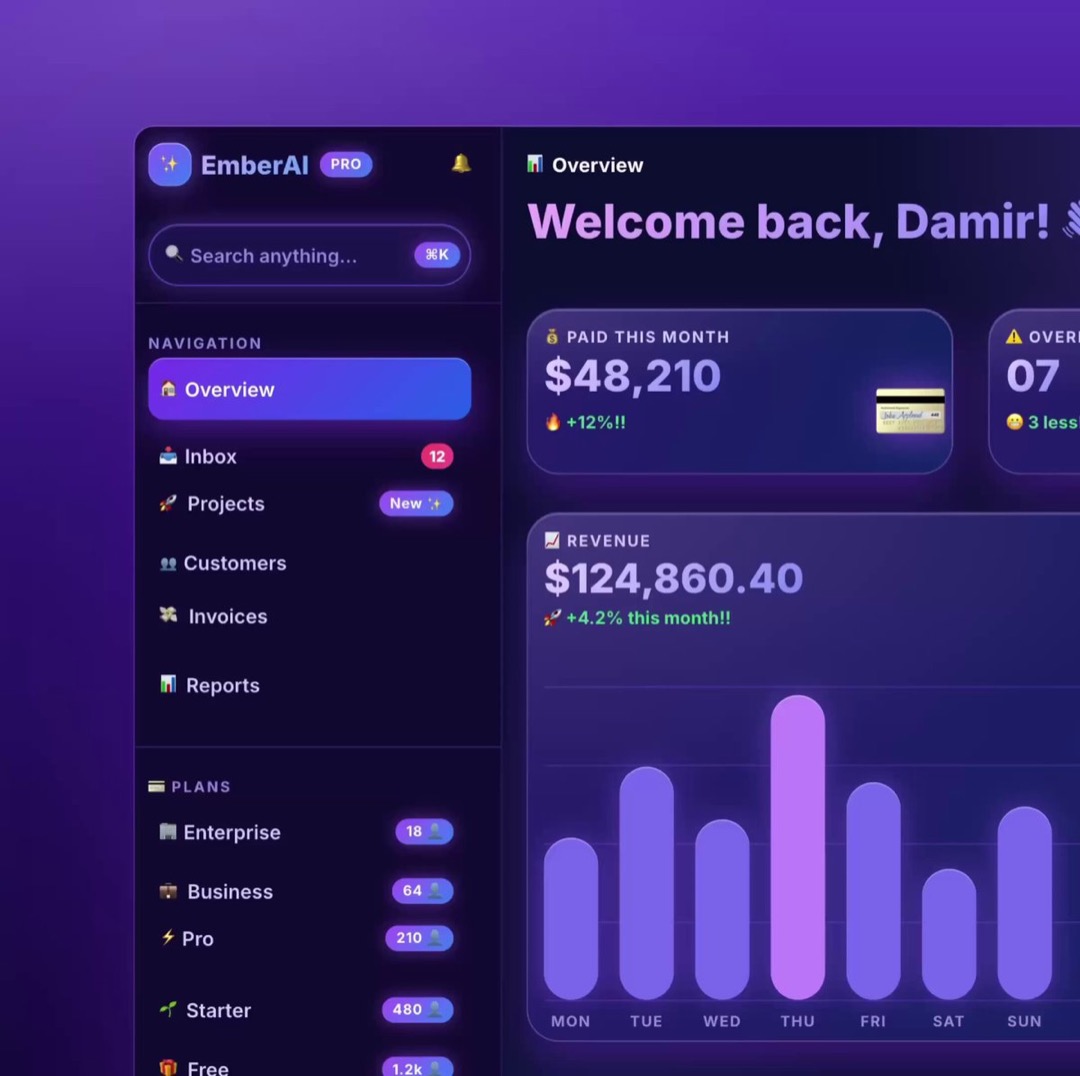 EmberAI PRO
Search anything... ⌘K
NAVIGATION
Overview
Inbox 12
Projects New
Customers
Invoices
Reports
PLANS
Enterprise 18
Business 64
Pro 210
Starter 480
Free 1.2k
Overview
Welcome back, Damir!
PAID THIS MONTH
$48,210
+12%!!
07
3 less
REVENUE
$124,860.40
+4.2% this month!!
MON TUE WED THU FRI SAT SUN